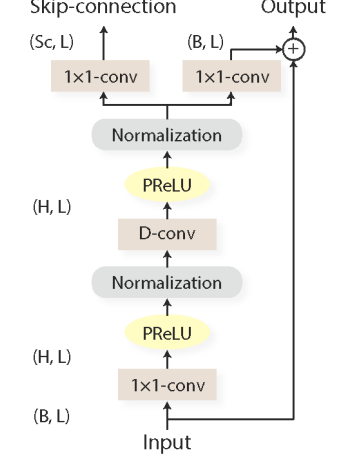 Skip-connection Output
(Sc, L) (B, L)
+
1×1-conv 1×1-conv
Normalization
PReLU
(H, L)
D-conv
Normalization
PReLU
(H, L)
1×1-conv
(B, L)
Input